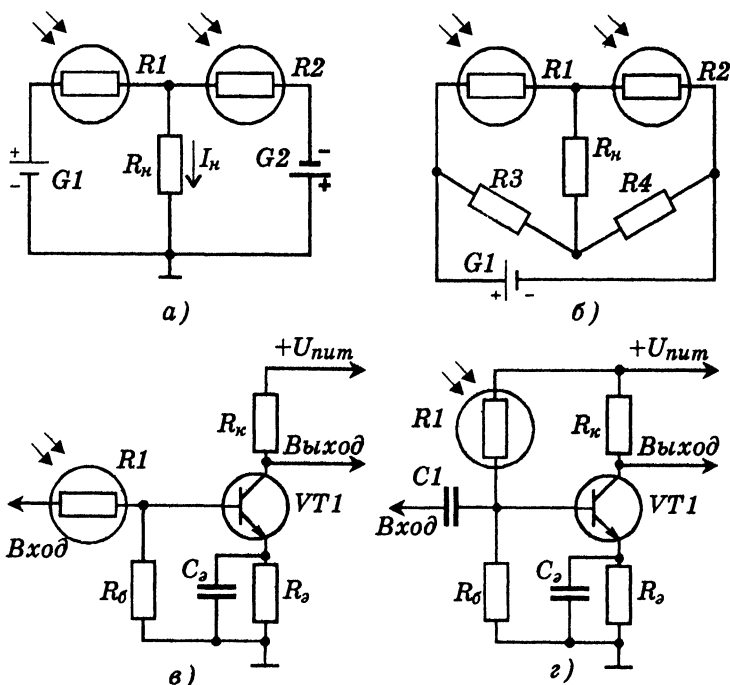 R1
R2
+
-
G1
Rн
Iн
G2
-
+
а)
R1
R2
Rн
R3
R4
G1
+
-
б)
+Uпит
Rк
Выход
R1
Вход
VT1
Rб
Cэ
Rэ
в)
+Uпит
R1
Rк
Выход
C1
Вход
VT1
Rб
Cэ
Rэ
г)